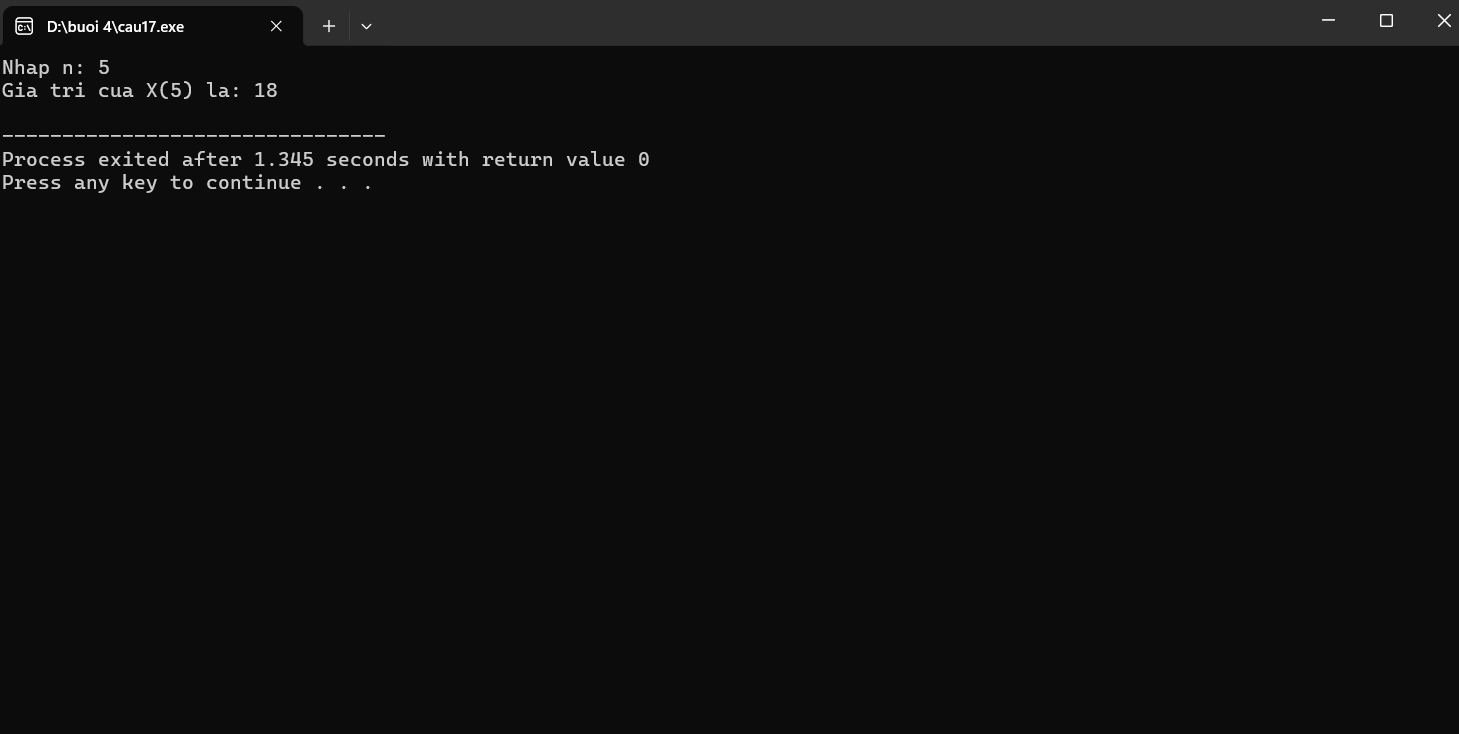 D:\buoi 4\cau17.exe
Nhap n: 5
Gia tri cua X(5) la: 18
--------------------------------
Process exited after 1.345 seconds with return value 0
Press any key to continue . . .